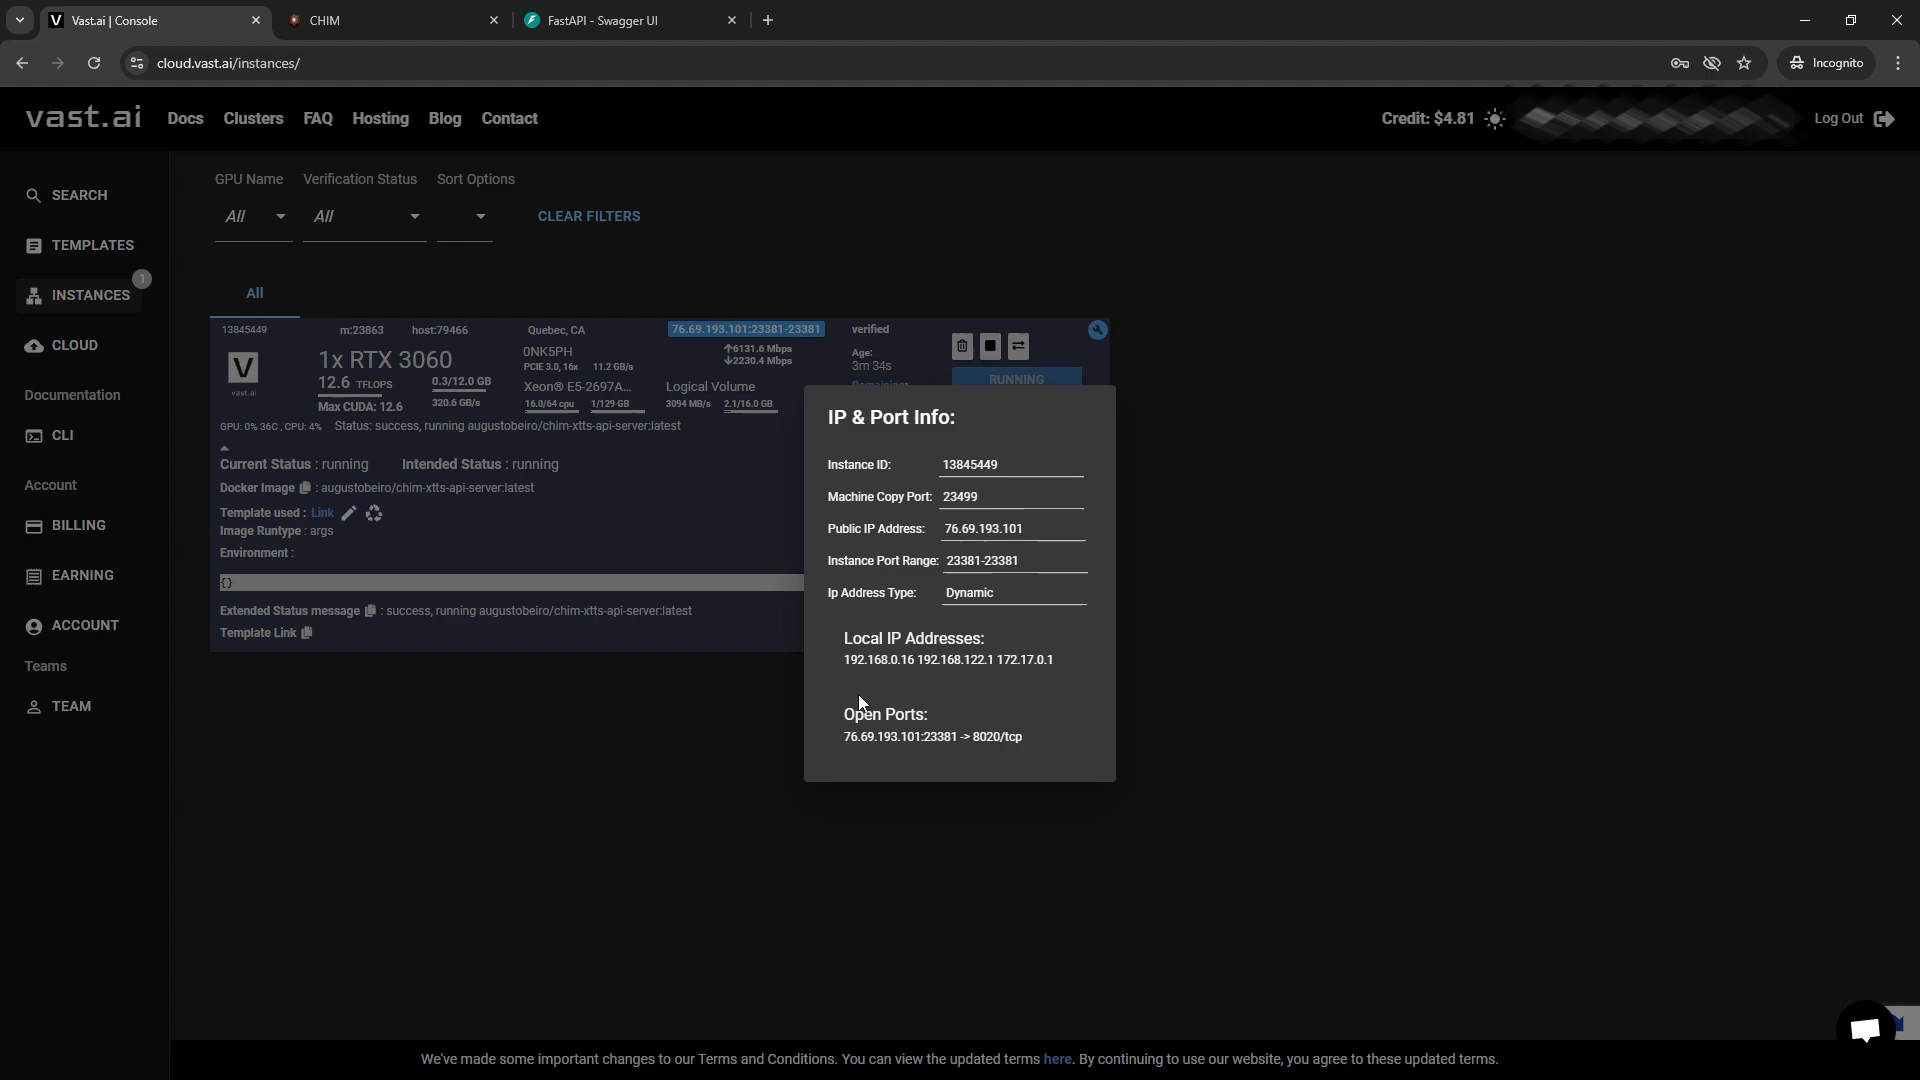 Vast.ai | Console
CHIM
FastAPI - Swagger UI
cloud.vast.ai/instances/
Incognito
vast.ai
Docs
Clusters
FAQ
Hosting
Blog
Contact
Credit: $4.81
Log Out
SEARCH
TEMPLATES
INSTANCES
1
CLOUD
Documentation
CLI
Account
BILLING
EARNING
ACCOUNT
Teams
TEAM
GPU Name
Verification Status
Sort Options
All
All
CLEAR FILTERS
All
13845449
m:23863
host:79466
Quebec, CA
76.69.193.101:23381-23381
verified
V
vast.ai
1x RTX 3060
12.6 TFLOPS
Max CUDA: 12.6
0.3/12.0 GB
320.6 GB/s
0NK5PH
PCIE 3.0, 16x
11.2 GB/s
Xeon® E5-2697A...
16.0/64 cpu
1/129 GB
↑6131.6 Mbps
↓2230.4 Mbps
Logical Volume
3094 MB/s
2.1/16.0 GB
Age:
3m 34s
Remaining:
RUNNING
GPU: 0% 36C , CPU: 4%
Status: success, running augustobeiro/chim-xtts-api-server:latest
Current Status : running
Intended Status : running
Docker Image : augustobeiro/chim-xtts-api-server:latest
Template used : Link
Image Runtype : args
Environment :
{}
Extended Status message : success, running augustobeiro/chim-xtts-api-server:latest
Template Link
IP & Port Info:
Instance ID: 13845449
Machine Copy Port: 23499
Public IP Address: 76.69.193.101
Instance Port Range: 23381-23381
Ip Address Type: Dynamic
Local IP Addresses:
192.168.0.16 192.168.122.1 172.17.0.1
Open Ports:
76.69.193.101:23381 -> 8020/tcp
We've made some important changes to our Terms and Conditions. You can view the updated terms here. By continuing to use our website, you agree to these updated terms.